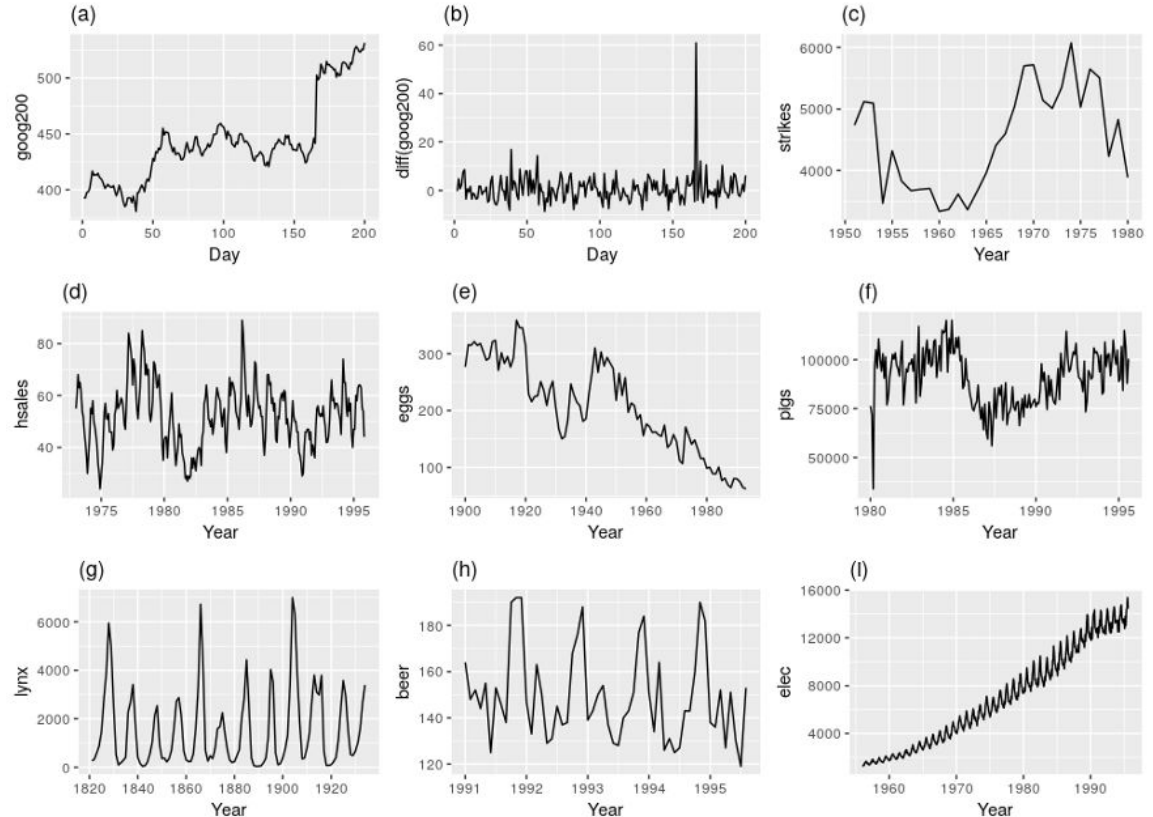 (a)
goog200
500
450
400
0 50 100 150 200
Day
(b)
diff(goog200)
60
40
20
0
0 50 100 150 200
Day
(c)
strikes
6000
5000
4000
1950 1955 1960 1965 1970 1975 1980
Year
(d)
hsales
80
60
40
1975 1980 1985 1990 1995
Year
(e)
eggs
300
200
100
1900 1920 1940 1960 1980
Year
(f)
pigs
100000
75000
50000
1980 1985 1990 1995
Year
(g)
lynx
6000
4000
2000
0
1820 1840 1860 1880 1900 1920
Year
(h)
beer
180
160
140
120
1991 1992 1993 1994 1995
Year
(I)
elec
16000
12000
8000
4000
1960 1970 1980 1990
Year